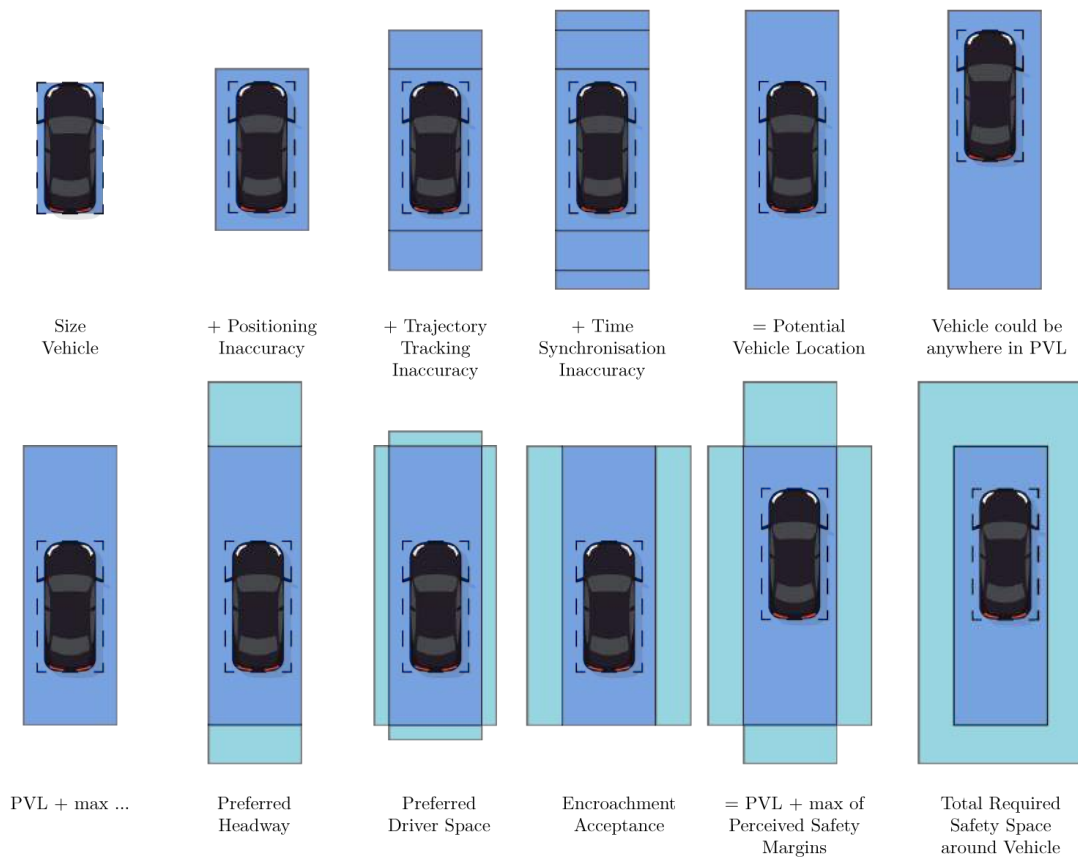 Size
Vehicle
+ Positioning
Inaccuracy
+ Trajectory
Tracking
Inaccuracy
+ Time
Synchronisation
Inaccuracy
= Potential
Vehicle Location
Vehicle could be
anywhere in PVL
PVL + max ...
Preferred
Headway
Preferred
Driver Space
Encroachment
Acceptance
= PVL + max of
Perceived Safety
Margins
Total Required
Safety Space
around Vehicle